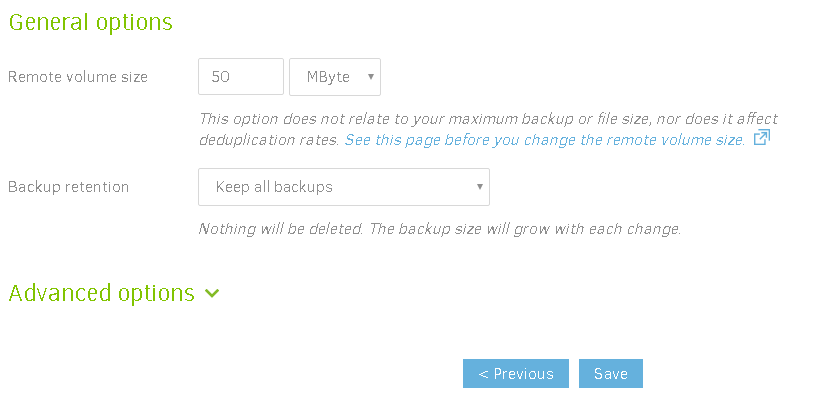 General options
Remote volume size 50 MByte
This option does not relate to your maximum backup or file size, nor does it affect
deduplication rates. See this page before you change the remote volume size.
Backup retention Keep all backups
Nothing will be deleted. The backup size will grow with each change.
Advanced options
< Previous Save